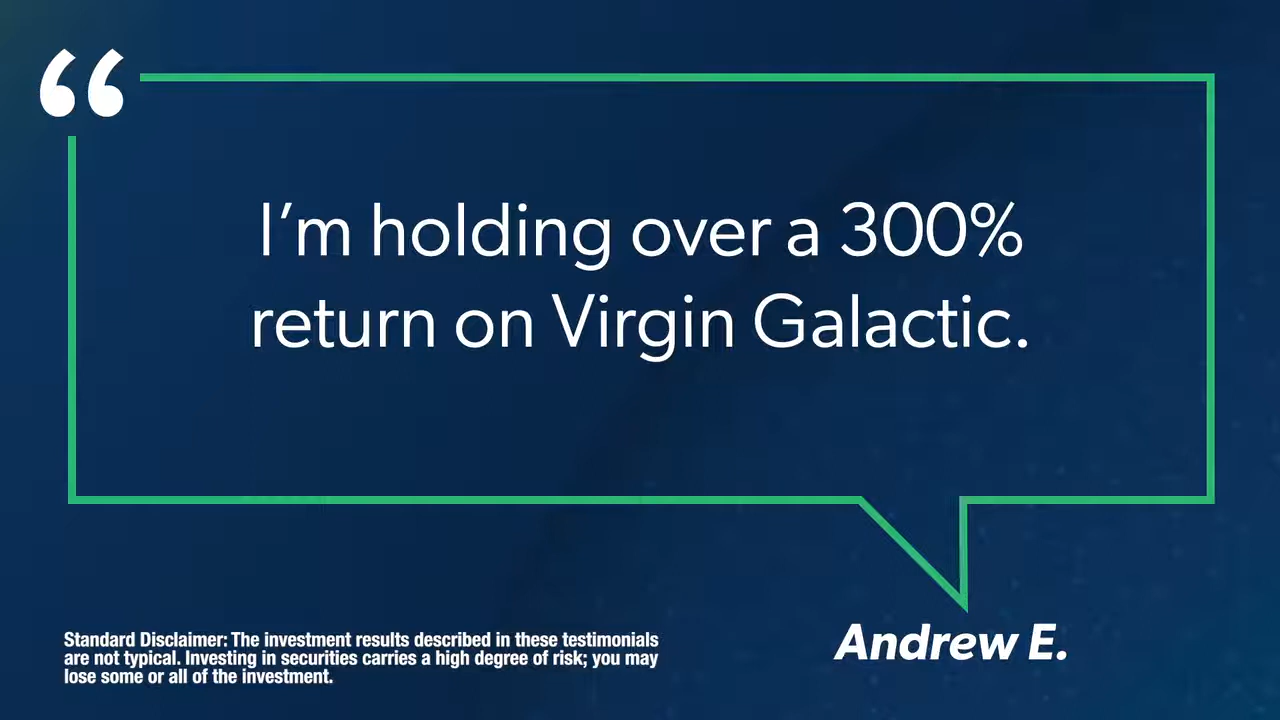 “
I’m holding over a 300%
return on Virgin Galactic.
Andrew E.
Standard Disclaimer: The investment results described in these testimonials
are not typical. Investing in securities carries a high degree of risk; you may
lose some or all of the investment.